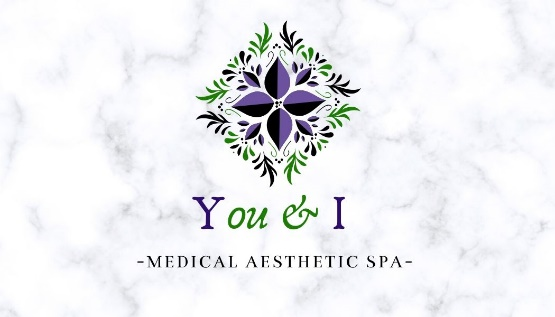 You & I
-MEDICAL AESTHETIC SPA-